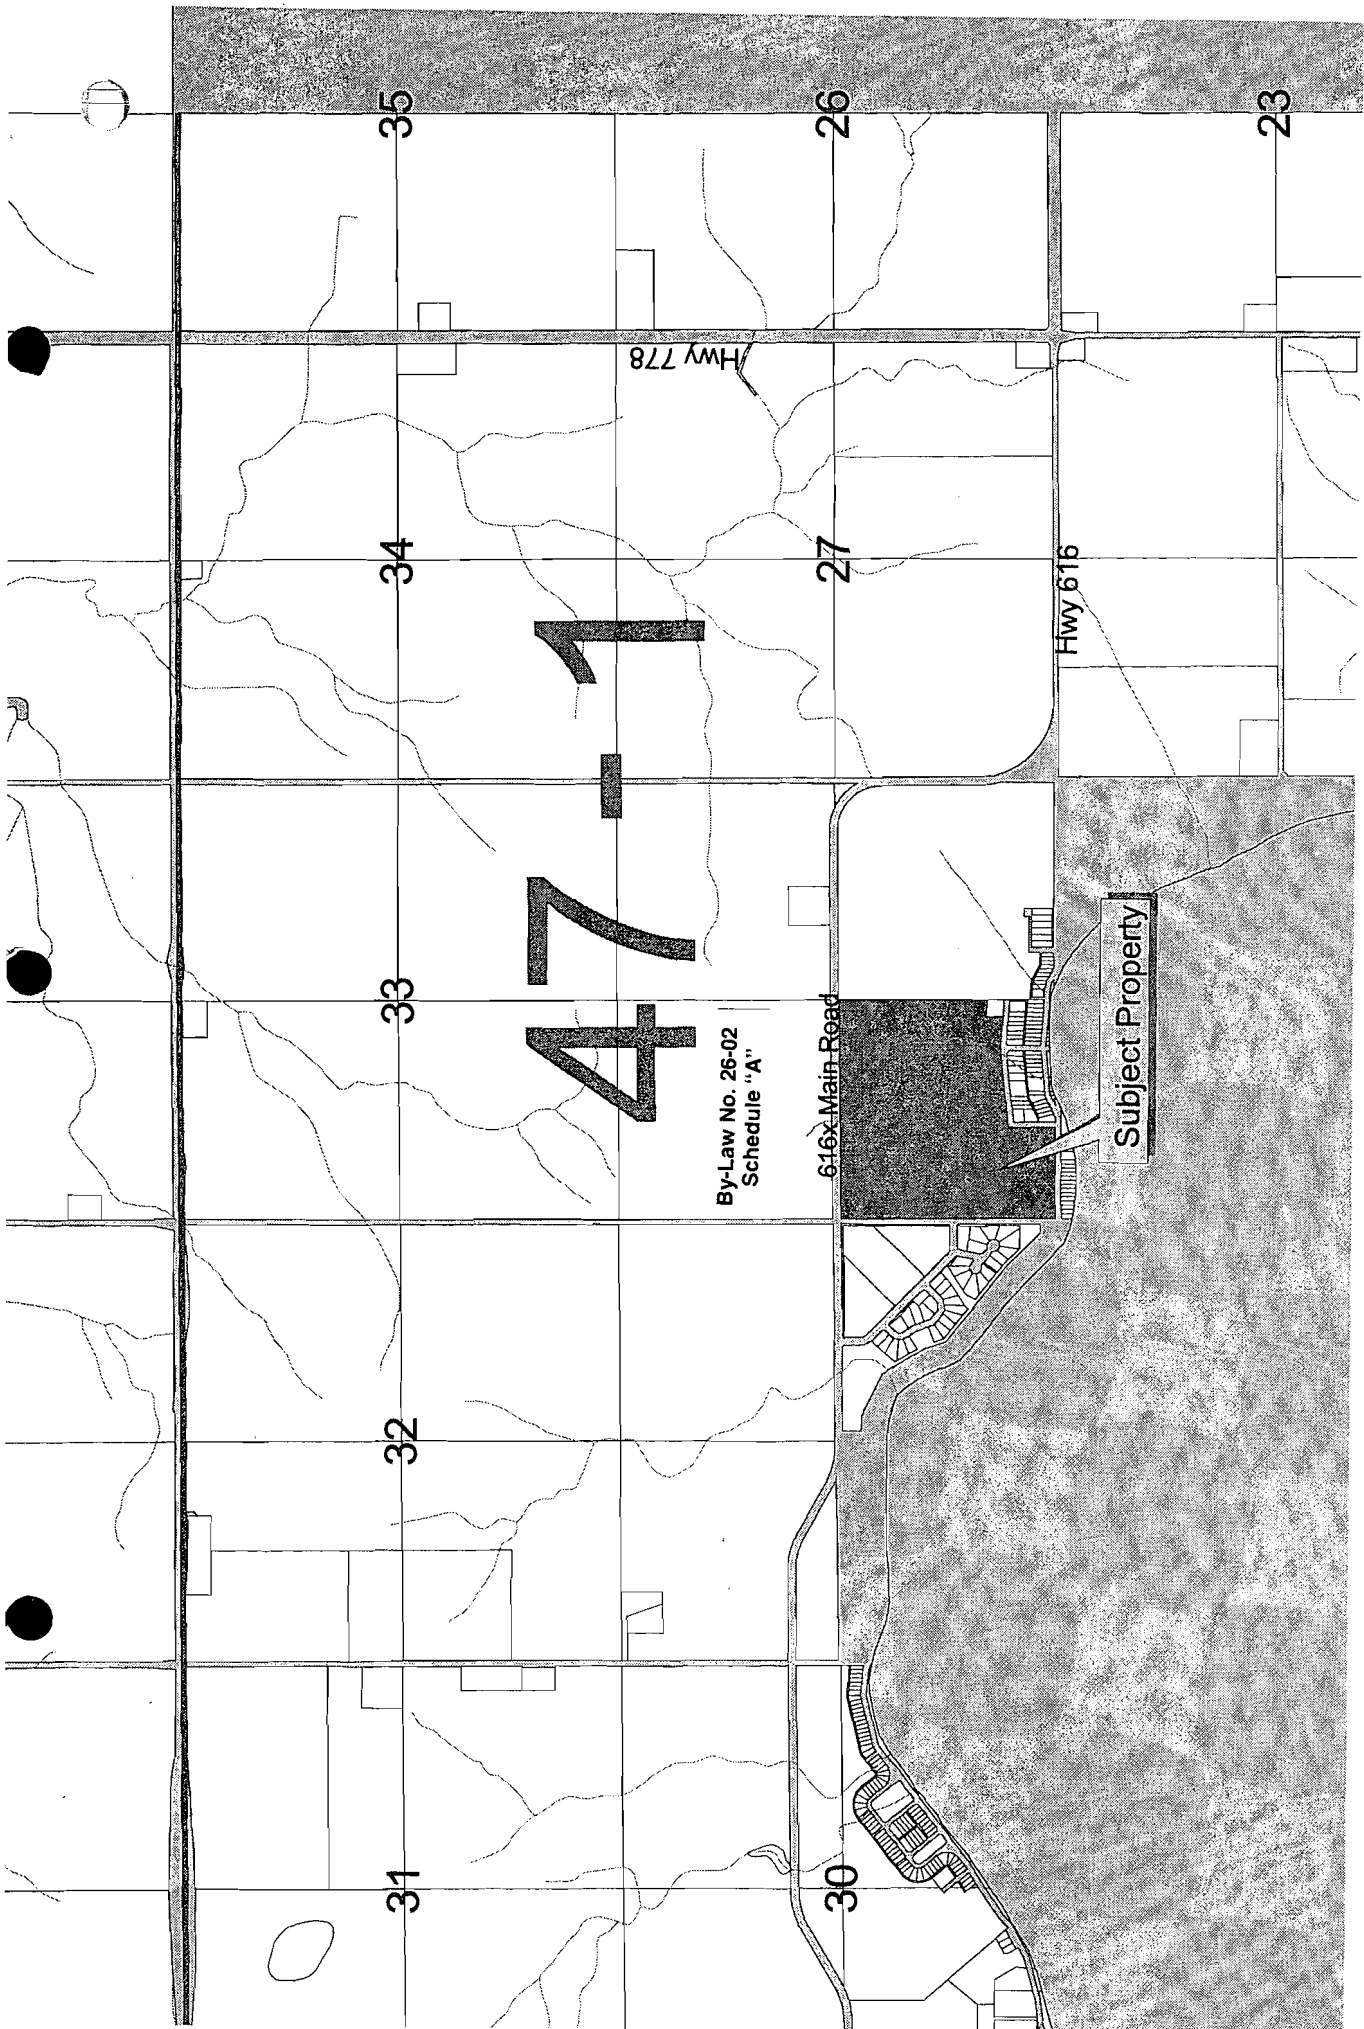 35
26
23
Hwy 778
34
27
Hwy 616
47-1
33
By-Law No. 26-02
Schedule "A"
616x Main Road
Subject Property
32
31
30